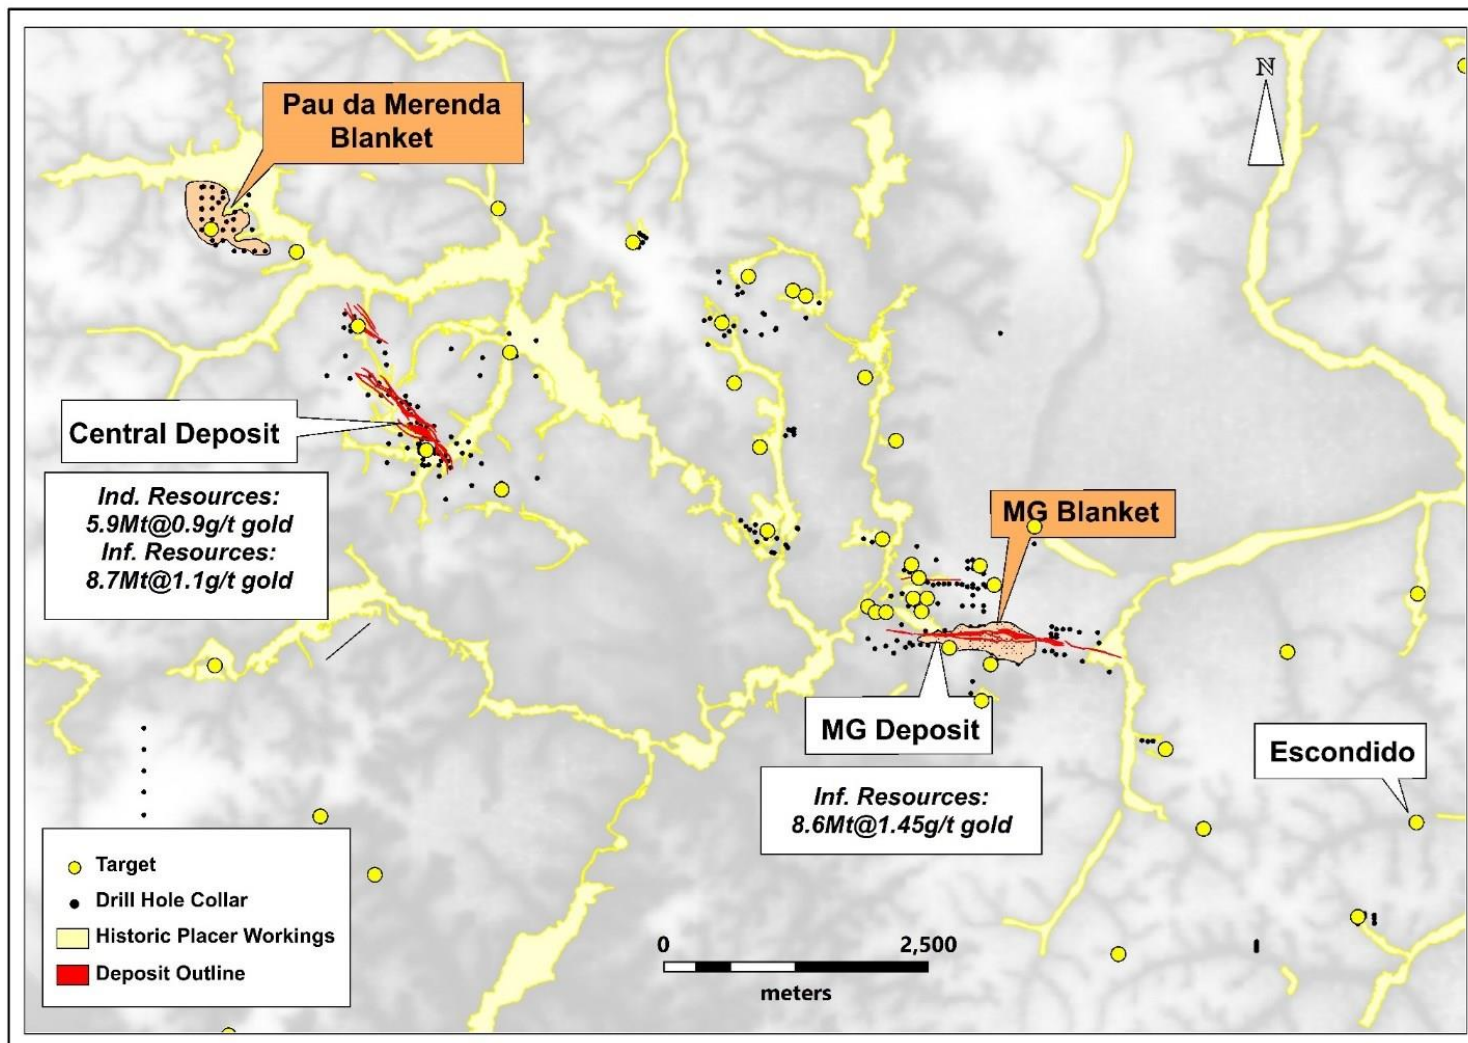 N
Pau da Merenda
Blanket
Central Deposit
Ind. Resources:
5.9Mt@0.9g/t gold
Inf. Resources:
8.7Mt@1.1g/t gold
MG Blanket
MG Deposit
Inf. Resources:
8.6Mt@1.45g/t gold
Escondido
Target
Drill Hole Collar
Historic Placer Workings
Deposit Outline
0 2,500
meters